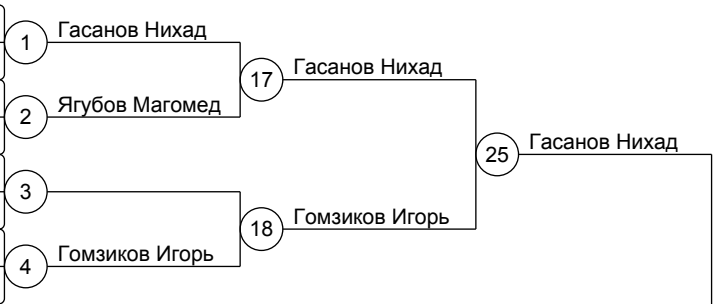 1 Гасанов Нихад
17 Гасанов Нихад
2 Ягубов Магомед
25 Гасанов Нихад
3
18 Гомзиков Игорь
4 Гомзиков Игорь